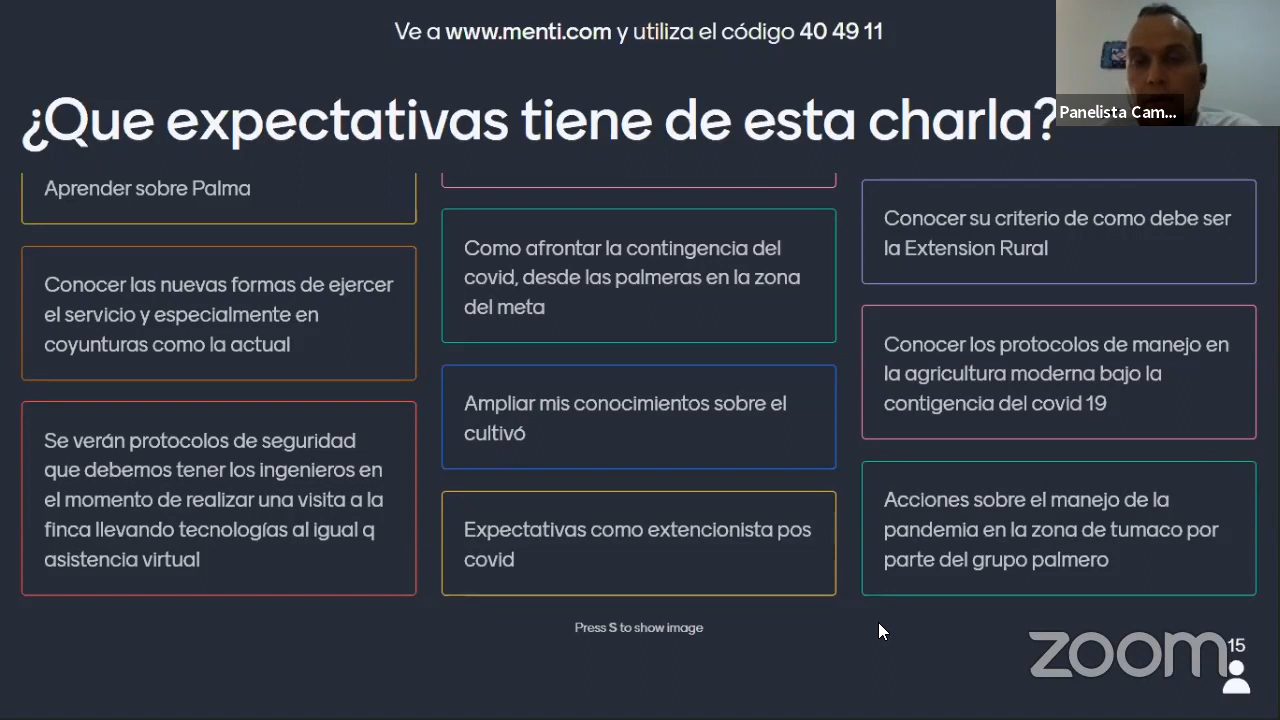 Ve a www.menti.com y utiliza el código 40 49 11
¿Que expectativas tiene de esta charla?
Panelista Cam...
Aprender sobre Palma
Conocer las nuevas formas de ejercer
el servicio y especialmente en
coyunturas como la actual
Se verán protocolos de seguridad
que debemos tener los ingenieros en
el momento de realizar una visita a la
finca llevando tecnologías al igual q
asistencia virtual
Como afrontar la contingencia del
covid, desde las palmeras en la zona
del meta
Ampliar mis conocimientos sobre el
cultivó
Expectativas como extencionista pos
covid
Conocer su criterio de como debe ser
la Extension Rural
Conocer los protocolos de manejo en
la agricultura moderna bajo la
contigencia del covid 19
Acciones sobre el manejo de la
pandemia en la zona de tumaco por
parte del grupo palmero
Press S to show image
zoom
15